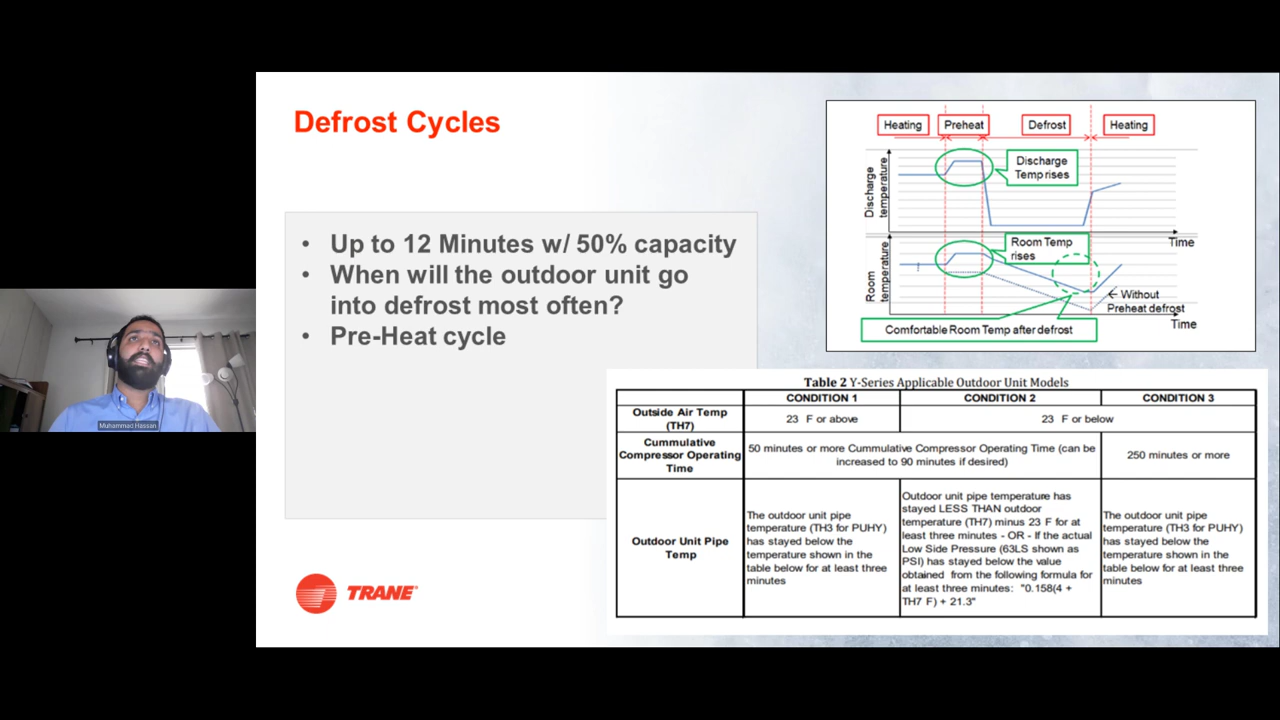 Defrost Cycles
• Up to 12 Minutes w/ 50% capacity
• When will the outdoor unit go
into defrost most often?
• Pre-Heat cycle
Heating
Preheat
Defrost
Heating
Discharge
temperature
Discharge
Temp rises
Time
Room
temperature
Room Temp
rises
← Without
Preheat defrost
Time
Comfortable Room Temp after defrost
Muhammad Hassan
Table 2 Y-Series Applicable Outdoor Unit Models
CONDITION 1
CONDITION 2
CONDITION 3
Outside Air Temp
(TH7)
23 F or above
23 F or below
Cummulative
Compressor Operating
Time
50 minutes or more Cummulative Compressor Operating Time (can be
increased to 90 minutes if desired)
250 minutes or more
Outdoor Unit Pipe
Temp
The outdoor unit pipe
temperature (TH3 for PUHY)
has stayed below the
temperature shown in the
table below for at least three
minutes
Outdoor unit pipe temperature has
stayed LESS THAN outdoor
temperature (TH7) minus 23 F for at
least three minutes - OR - If the actual
Low Side Pressure (63LS shown as
PSI) has stayed below the value
obtained from the following formula for
at least three minutes: "0.158(4 +
TH7 F) + 21.3"
The outdoor unit pipe
temperature (TH3 for PUHY)
has stayed below the
temperature shown in the
table below for at least three
minutes
TRANE